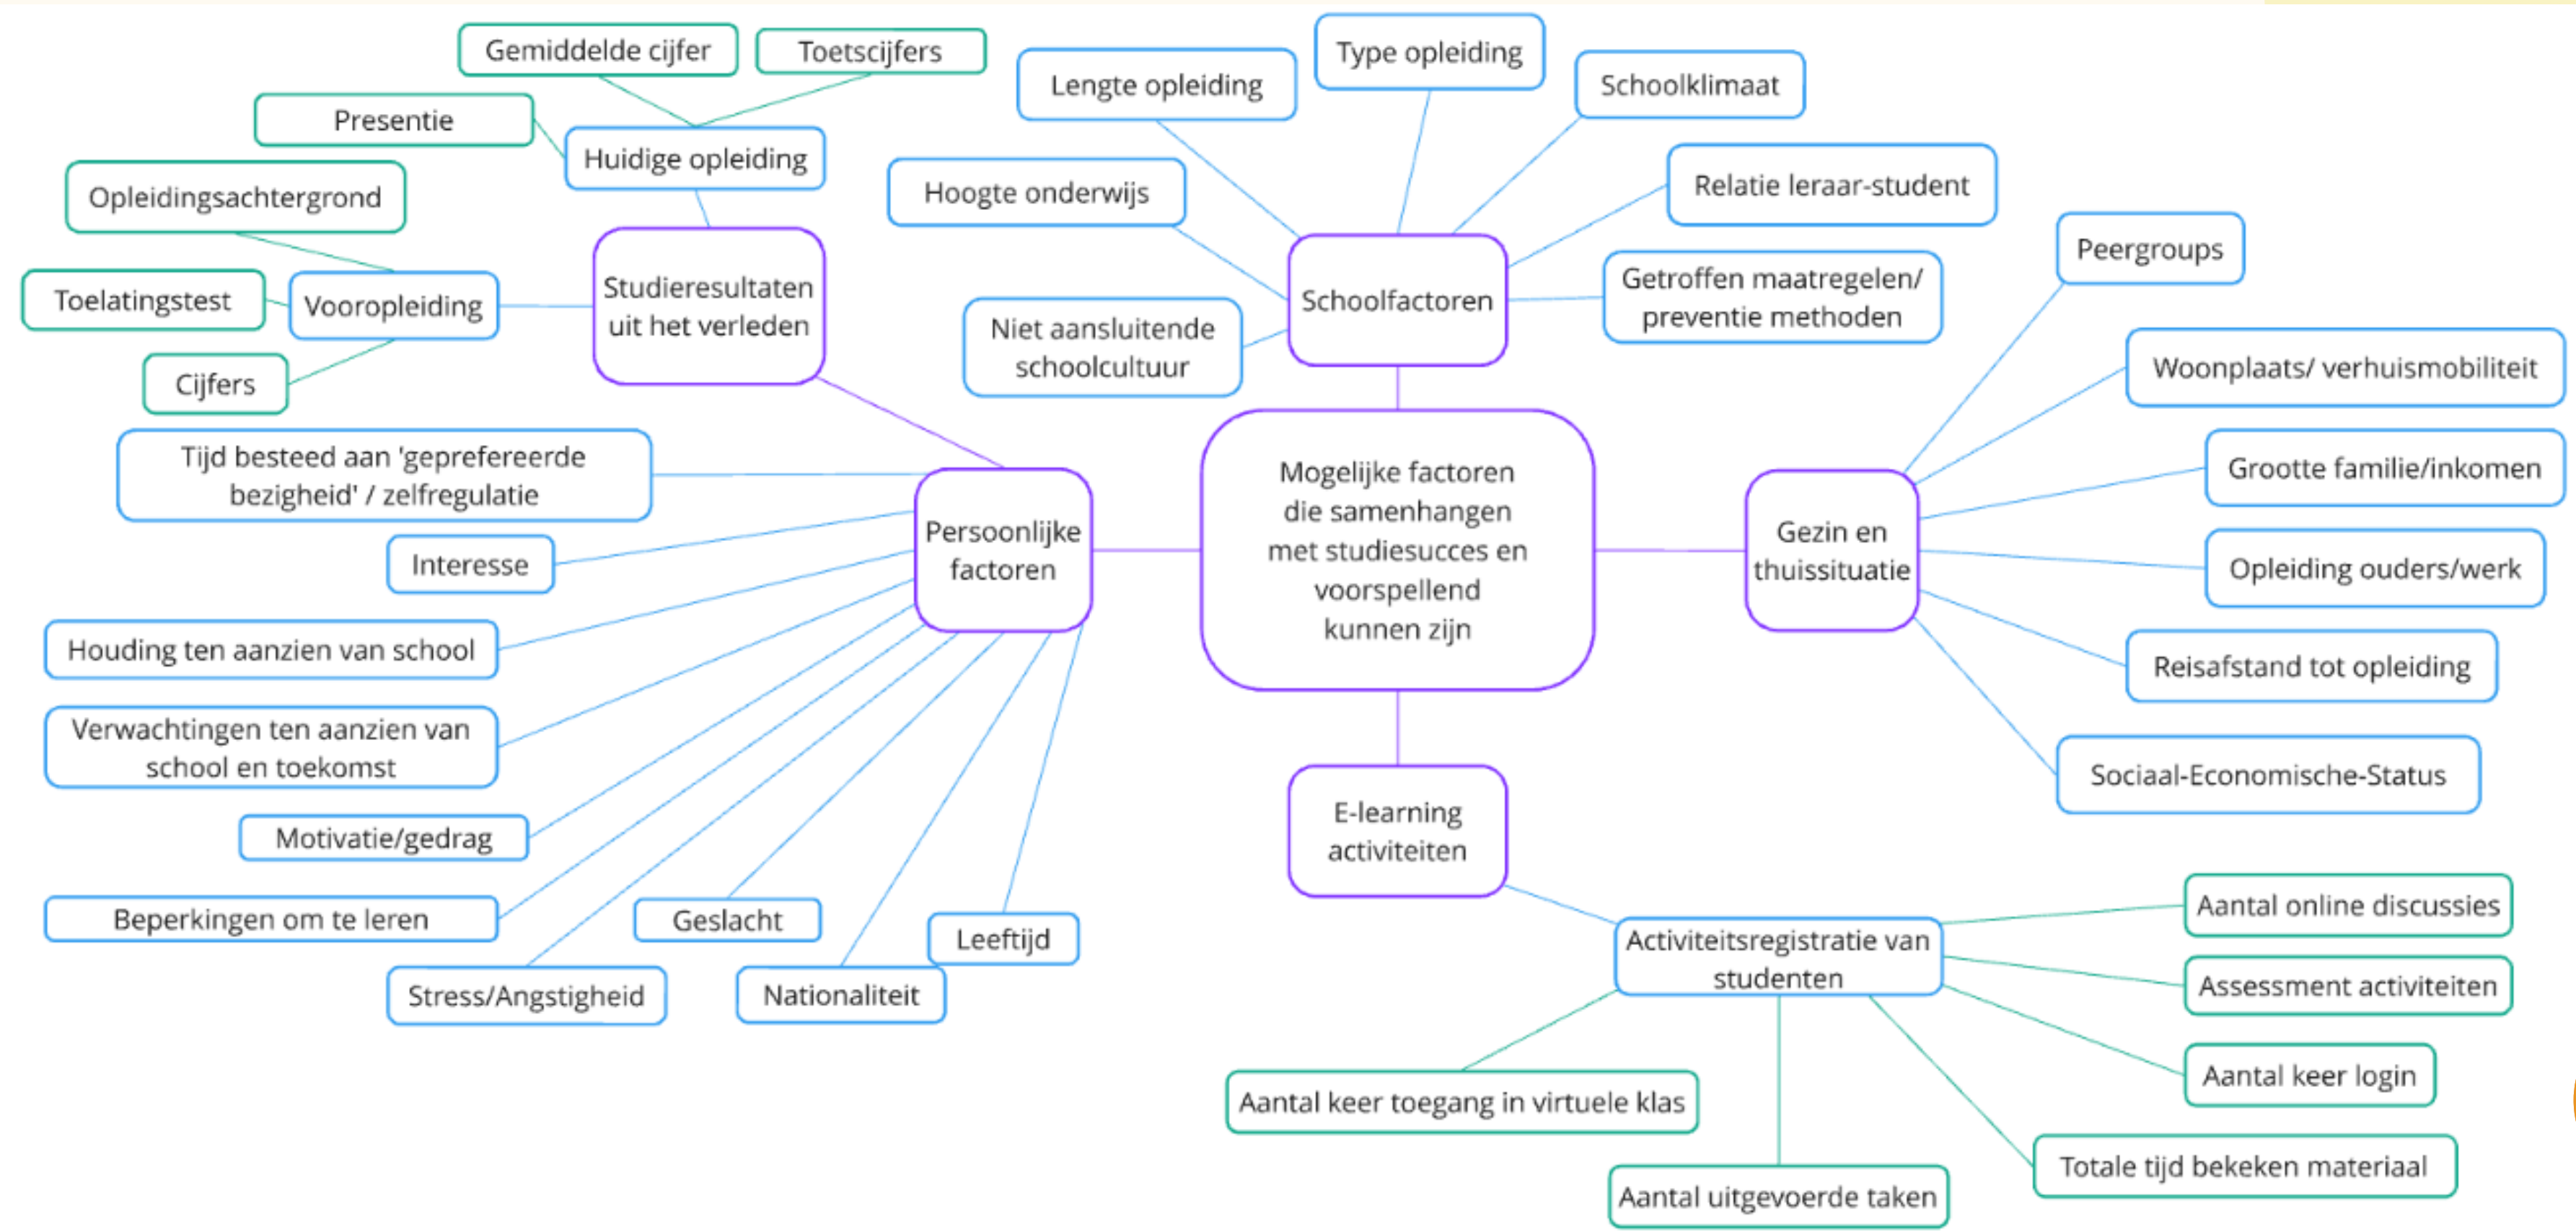 Gemiddelde cijfer
Toetscijfers
Presentie
Huidige opleiding
Opleidingsachtergrond
Toelatingstest
Vooropleiding
Cijfers
Studieresultaten
uit het verleden
Lengte opleiding
Type opleiding
Schoolklimaat
Hoogte onderwijs
Relatie leraar-student
Niet aansluitende
schoolcultuur
Schoolfactoren
Getroffen maatregelen/
preventie methoden
Peergroups
Woonplaats/ verhuismobiliteit
Grootte familie/inkomen
Gezin en
thuissituatie
Opleiding ouders/werk
Reisafstand tot opleiding
Sociaal-Economische-Status
Mogelijke factoren
die samenhangen
met studiesucces en
voorspellend
kunnen zijn
Persoonlijke
factoren
Tijd besteed aan 'geprefereerde
bezigheid' / zelfregulatie
Interesse
Houding ten aanzien van school
Verwachtingen ten aanzien van
school en toekomst
Motivatie/gedrag
Beperkingen om te leren
Stress/Angstigheid
Geslacht
Nationaliteit
Leeftijd
E-learning
activiteiten
Activiteitsregistratie van
studenten
Aantal online discussies
Assessment activiteiten
Aantal keer login
Totale tijd bekeken materiaal
Aantal keer toegang in virtuele klas
Aantal uitgevoerde taken